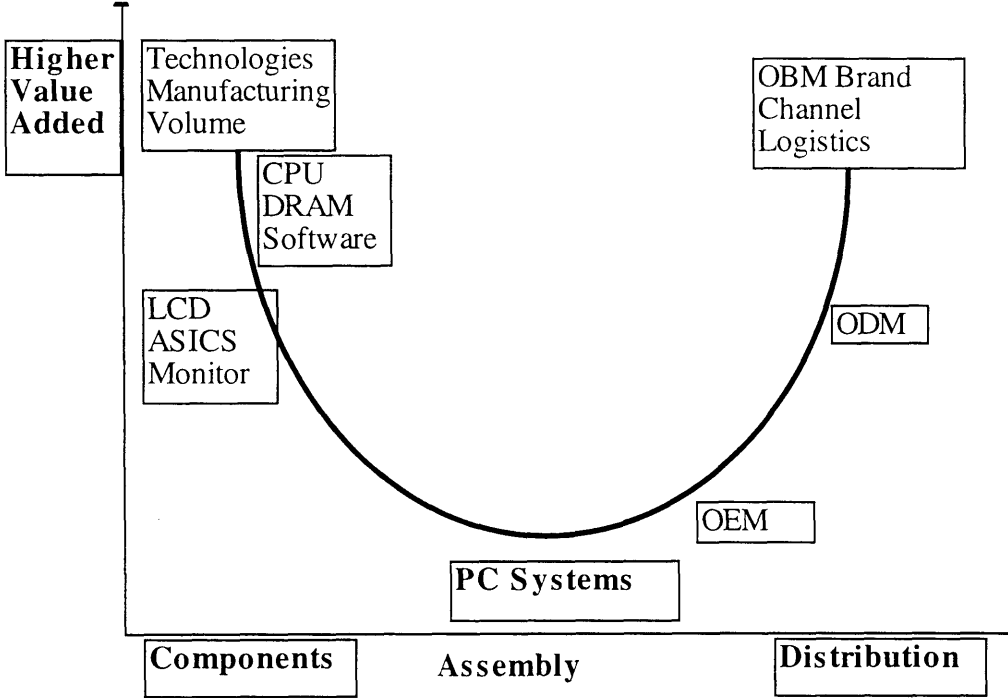 Higher
Value
Added
Technologies
Manufacturing
Volume
OBM Brand
Channel
Logistics
CPU
DRAM
Software
LCD
ASICS
Monitor
ODM
OEM
PC Systems
Components
Assembly
Distribution